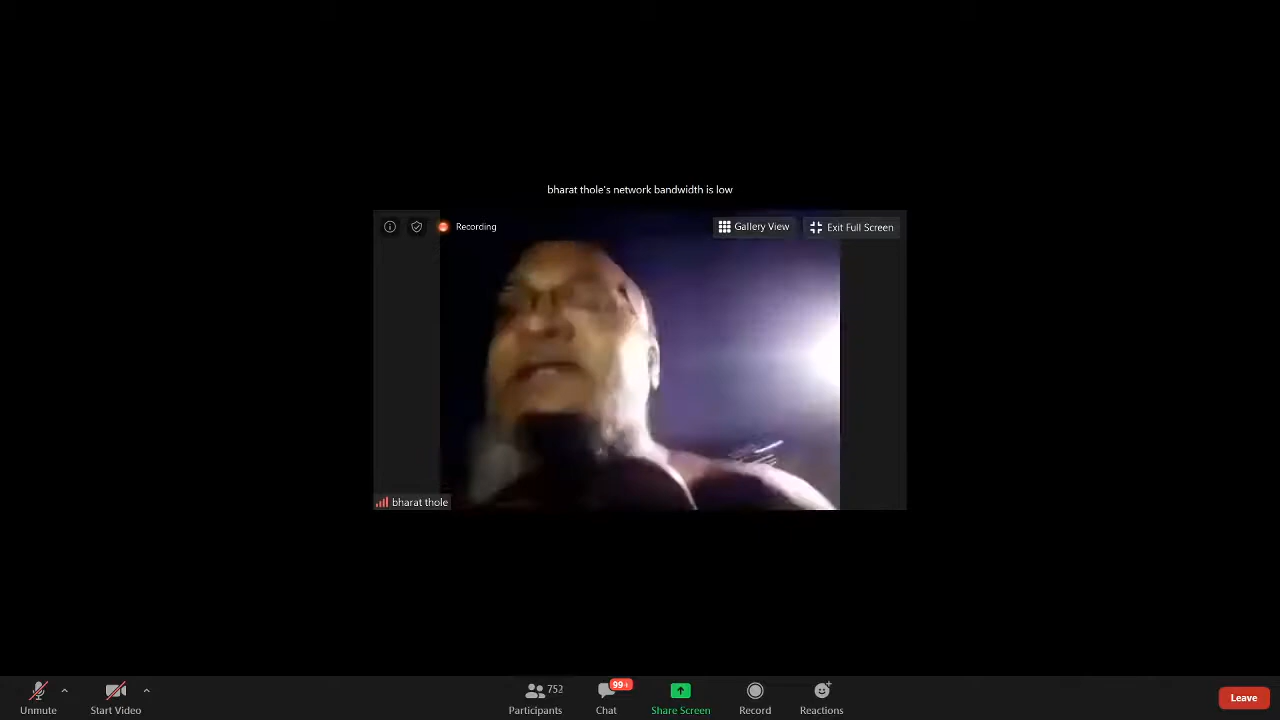 bharat thole's network bandwidth is low
Recording
Gallery View
Exit Full Screen
bharat thole
752
99+
Unmute
Start Video
Participants
Chat
Share Screen
Record
Reactions
Leave